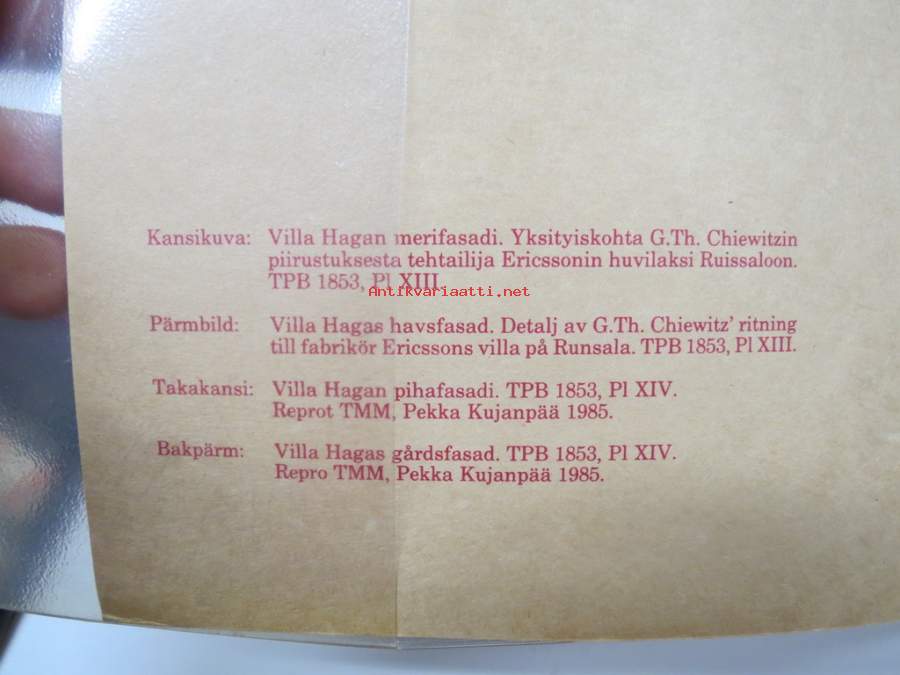 Kansikuva: Villa Hagan merifasadi. Yksityiskohta G.Th. Chiewitzin
piirustuksesta tehtailija Ericssonin huvilaksi Ruissaloon.
TPB 1853, Pl XIII.
Antikvariaatti.net
Pärmbild: Villa Hagas havsfasad. Detalj av G.Th. Chiewitz' ritning
till fabrikör Ericssons villa på Runsala. TPB 1853, Pl XIII.
Takakansi: Villa Hagan pihafasadi. TPB 1853, Pl XIV.
Reprot TMM, Pekka Kujanpää 1985.
Bakpärm: Villa Hagas gårdsfasad. TPB 1853, Pl XIV.
Repro TMM, Pekka Kujanpää 1985.